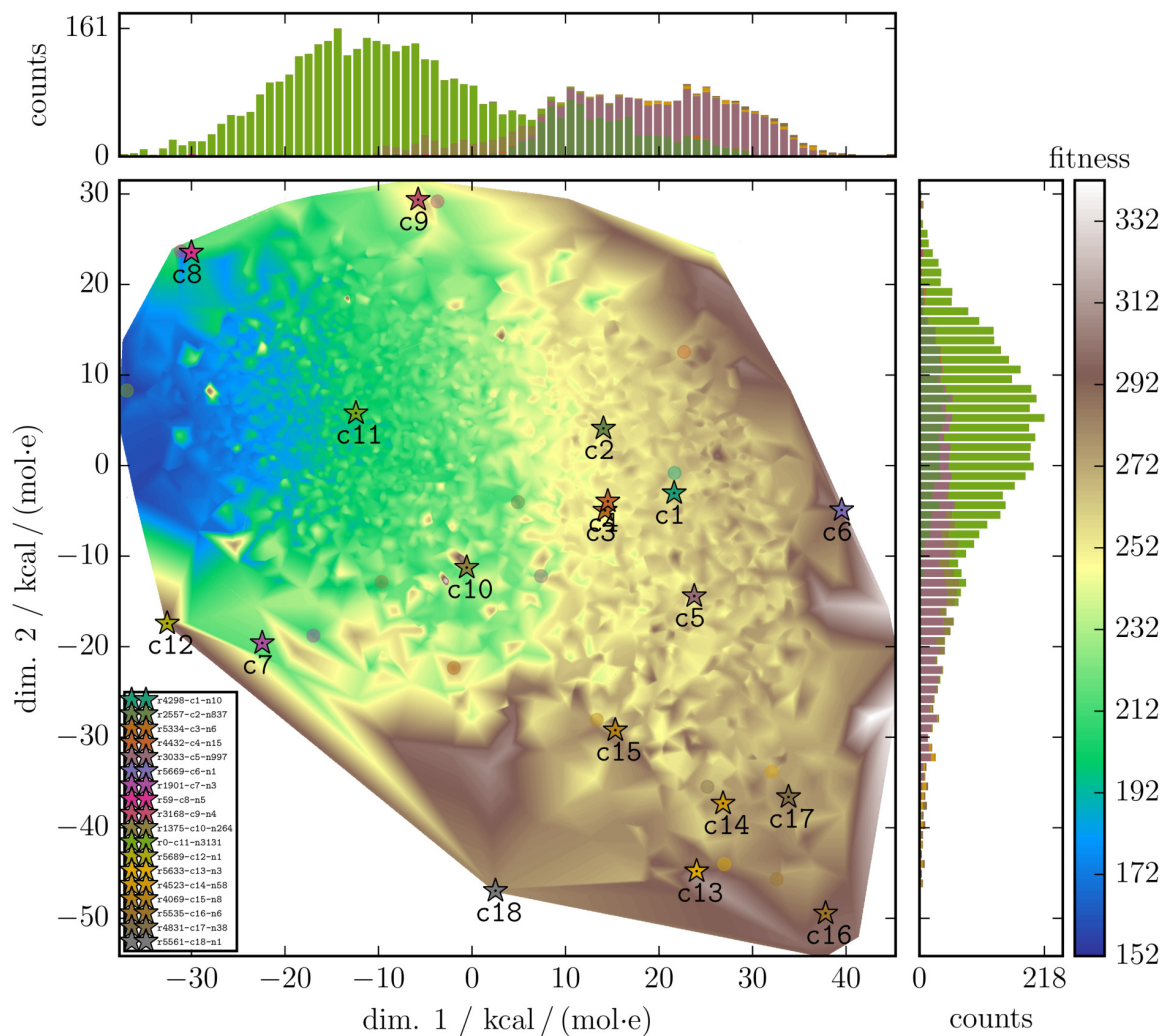 161
counts
0
fitness
30
20
10
0
−10
−20
−30
−40
−50
dim. 2 / kcal / (mol·e)
c9
c8
c11
c2
c1
c4
c3
c6
c10
c5
c12
c7
c15
c14
c17
c13
c18
c16
r4298-c1-n10
r2557-c2-n837
r5334-c3-n6
r4432-c4-n15
r3033-c5-n997
r5669-c6-n1
r1901-c7-n3
r59-c8-n5
r3168-c9-n4
r1375-c10-n264
r0-c11-n3131
r5689-c12-n1
r5633-c13-n3
r4523-c14-n58
r4069-c15-n8
r5535-c16-n6
r4831-c17-n38
r5561-c18-n1
−30 −20 −10 0 10 20 30 40
dim. 1 / kcal / (mol·e)
0 218
counts
332
312
292
272
252
232
212
192
172
152